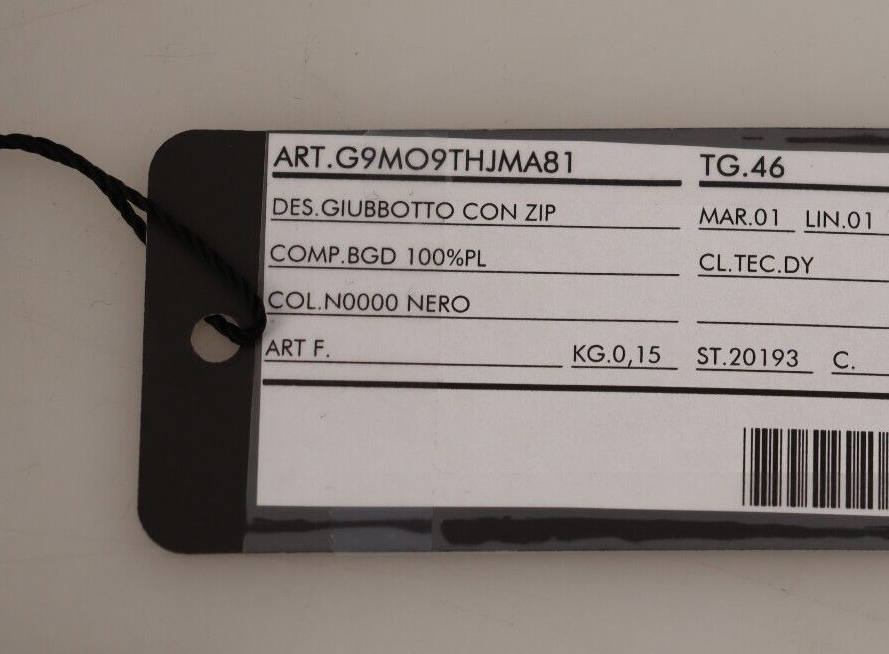 ART.G9MO9THJMA81 TG.46
DES.GIUBBOTTO CON ZIP MAR.01 LIN.01
COMP.BGD 100%PL CL.TEC.DY
COL.N0000 NERO
ART F. KG.0,15 ST.20193 C.